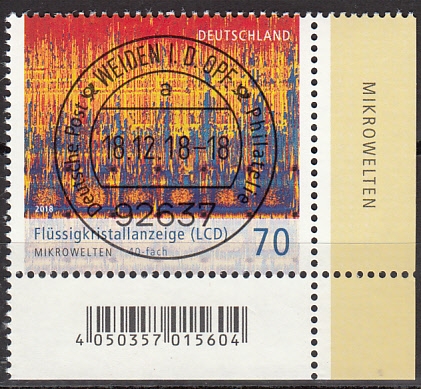 DEUTSCHLAND
WEIDEN I. D. OPF
Deutsche Post
Philatelie
a
18.12.18-18
92637
2018
Flüssigkristallanzeige (LCD)
MIKROWELTEN 40-fach
70
MIKROWELTEN
4 050357 015604